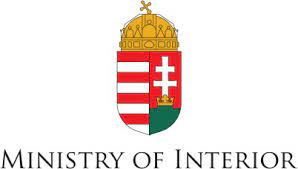 MINISTRY OF INTERIOR